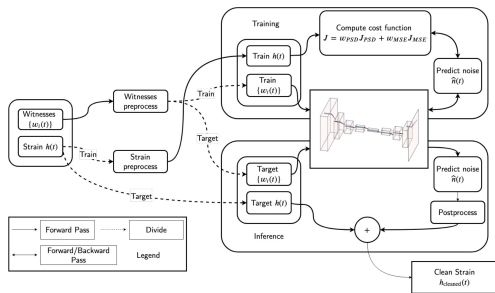 Training
Compute cost function
J = w_PSD J_PSD + w_MSE J_MSE
Train h(t)
Train
{w_i(t)}
Predict noise
n̂(t)
Witnesses
{w_i(t)}
Strain h(t)
Witnesses
preprocess
Strain
preprocess
Train
Target
Train
Target
Target
{w_i(t)}
Target h(t)
Inference
Predict noise
n̂(t)
Postprocess
+
Forward Pass
Divide
Forward/Backward
Pass
Legend
Clean Strain
h_cleaned(t)